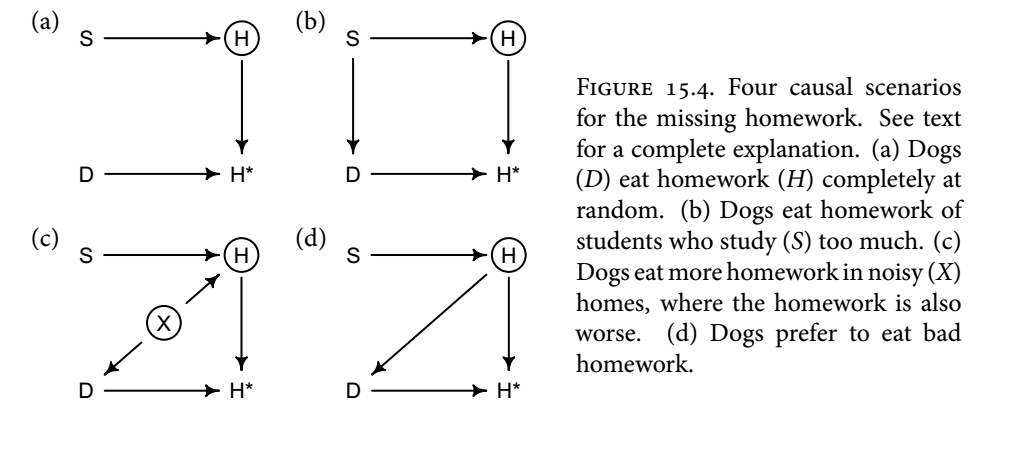 (a)
S
H
D
H*
(b)
S
H
D
H*
(c)
S
H
X
D
H*
(d)
S
H
D
H*
FIGURE 15.4. Four causal scenarios
for the missing homework. See text
for a complete explanation. (a) Dogs
(D) eat homework (H) completely at
random. (b) Dogs eat homework of
students who study (S) too much. (c)
Dogs eat more homework in noisy (X)
homes, where the homework is also
worse. (d) Dogs prefer to eat bad
homework.